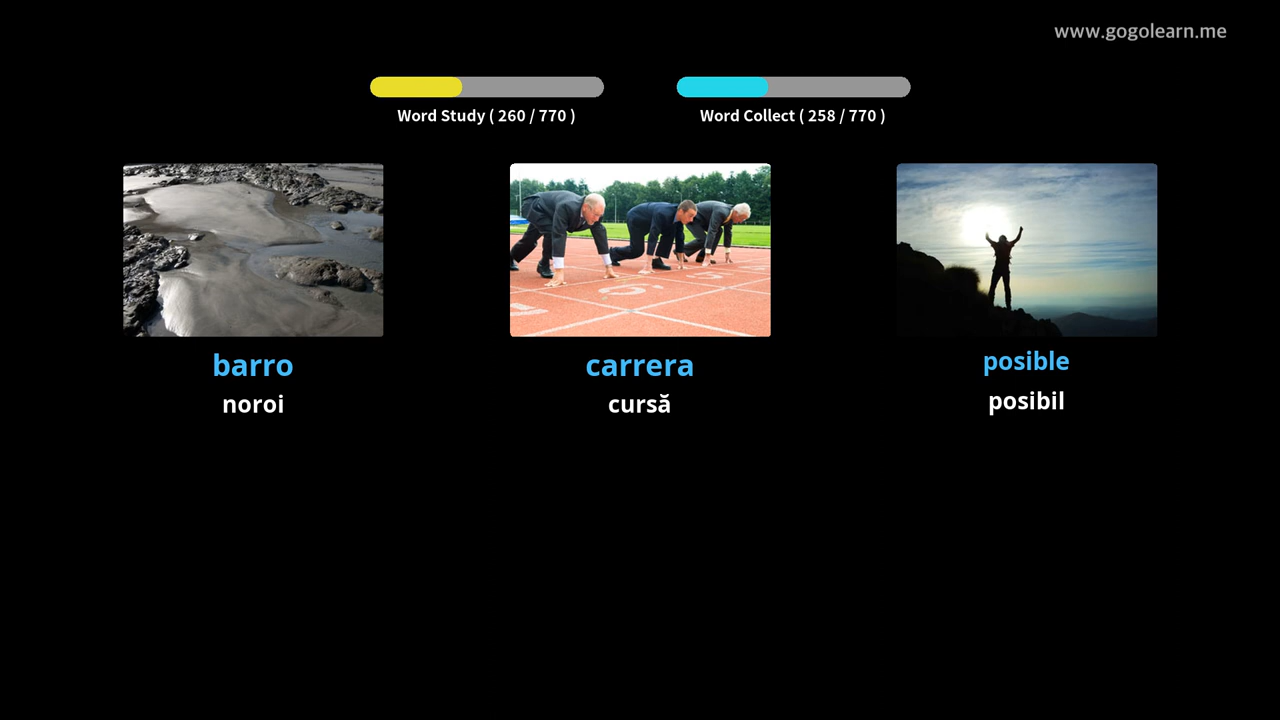 www.gogolearn.me
Word Study ( 260 / 770 )
Word Collect ( 258 / 770 )
barro
noroi
carrera
cursă
posible
posibil